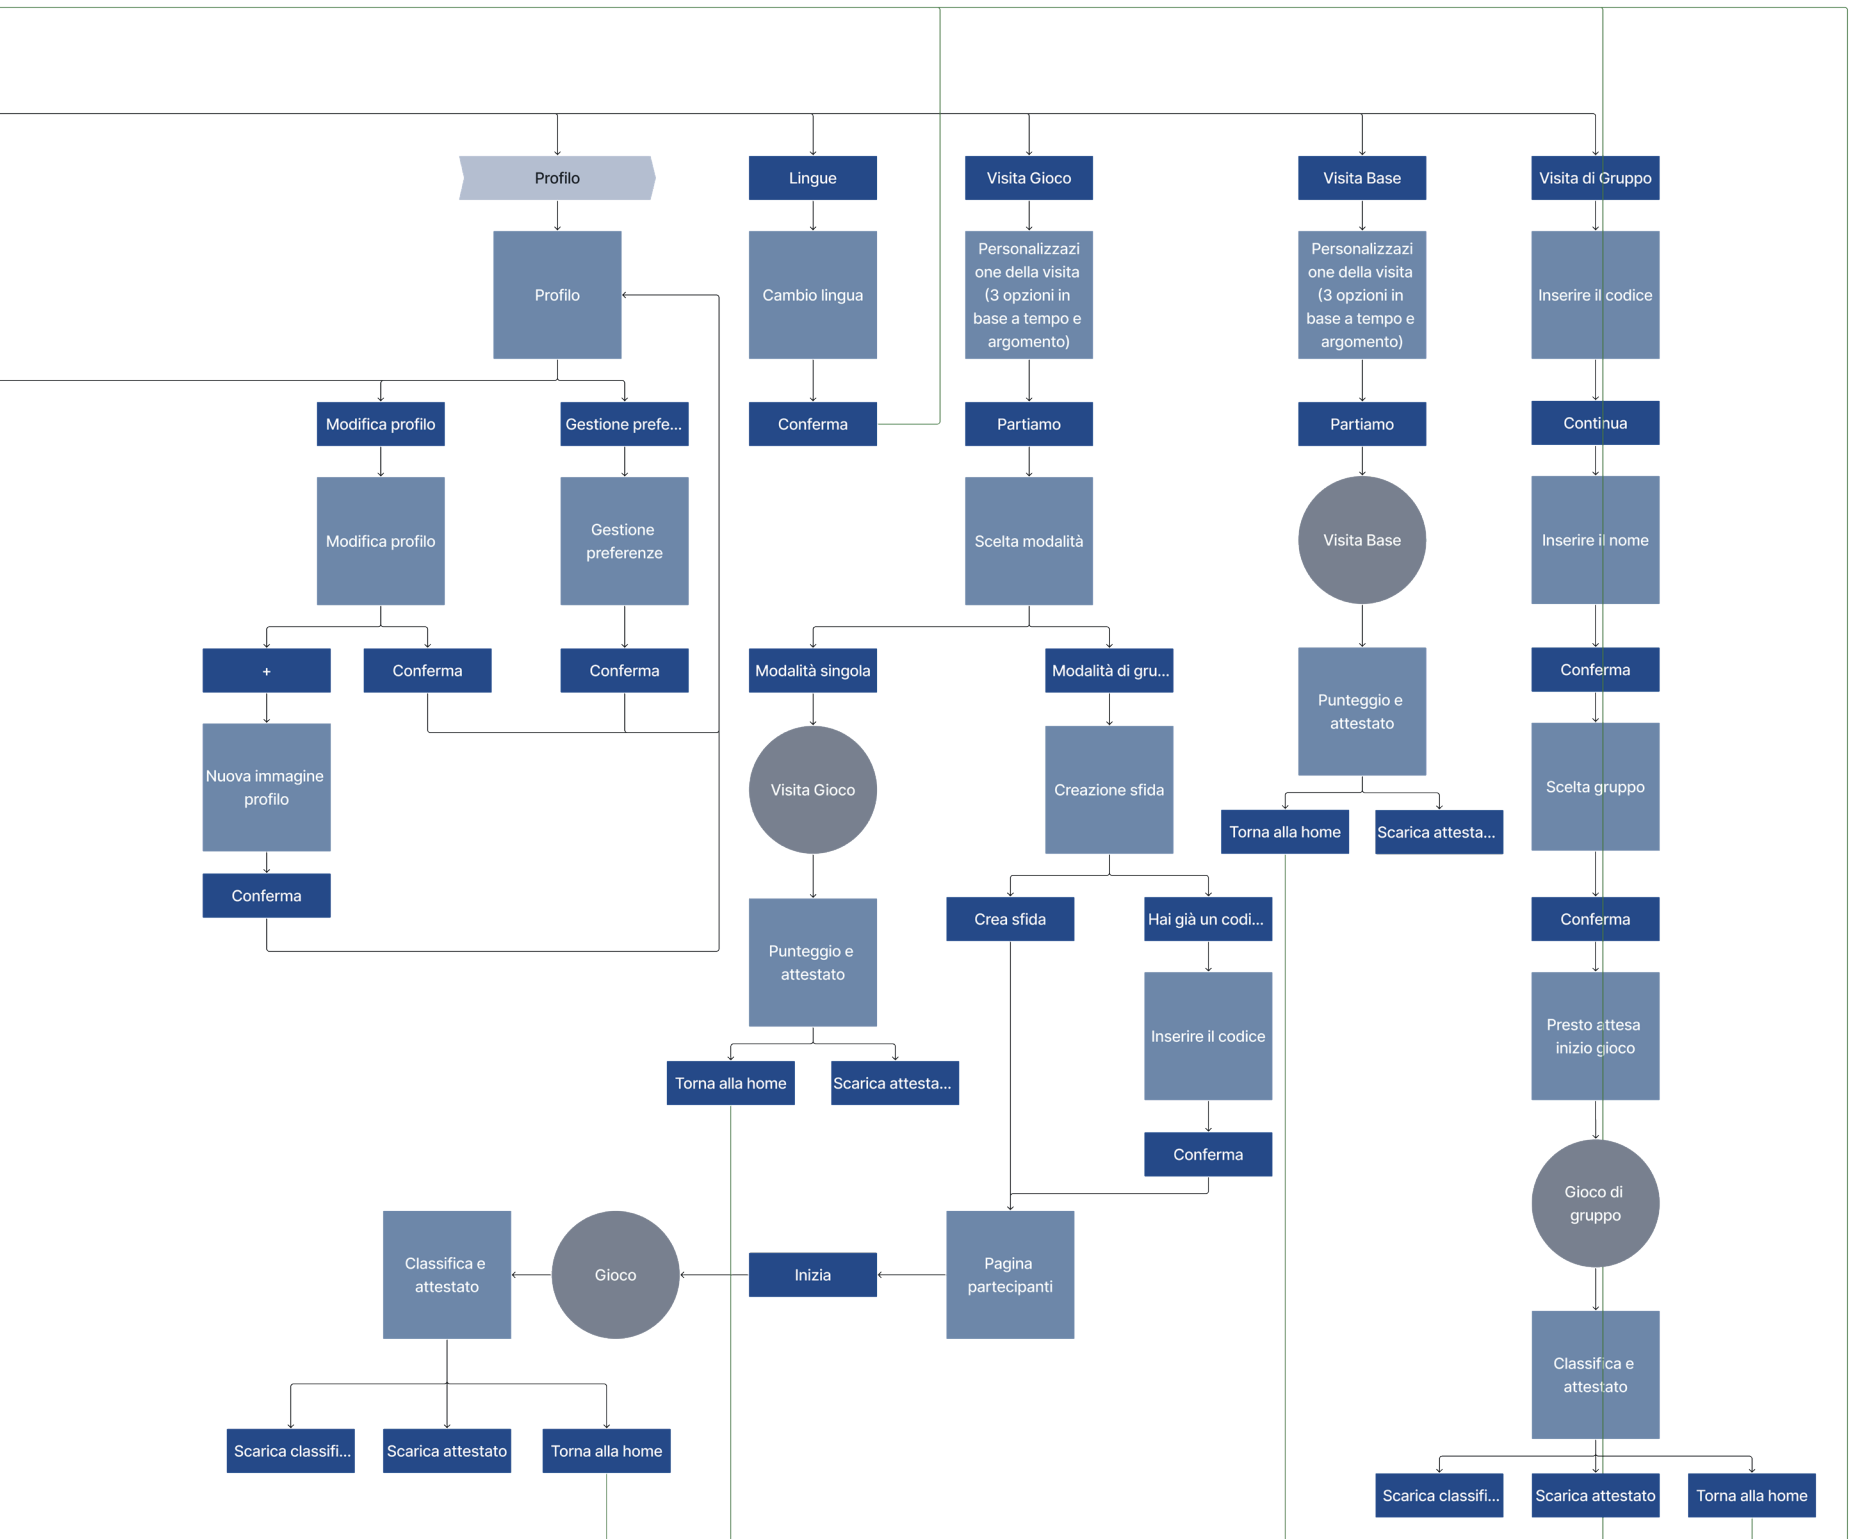 Profilo
Lingue
Visita Gioco
Visita Base
Visita di Gruppo
Profilo
Cambio lingua
Personalizzazi
one della visita
(3 opzioni in
base a tempo e
argomento)
Personalizzazi
one della visita
(3 opzioni in
base a tempo e
argomento)
Inserire il codice
Modifica profilo
Gestione prefe...
Conferma
Partiamo
Partiamo
Continua
Modifica profilo
Gestione
preferenze
Scelta modalità
Visita Base
Inserire il nome
+
Conferma
Conferma
Modalità singola
Modalità di gru...
Conferma
Punteggio e
attestato
Nuova immagine
profilo
Visita Gioco
Creazione sfida
Scelta gruppo
Torna alla home
Scarica attesta...
Conferma
Crea sfida
Hai già un codi...
Conferma
Punteggio e
attestato
Inserire il codice
Presto attesa
inizio gioco
Torna alla home
Scarica attesta...
Conferma
Gioco di
gruppo
Classifica e
attestato
Gioco
Inizia
Pagina
partecipanti
Classifica e
attestato
Scarica classifi...
Scarica attestato
Torna alla home
Scarica classifi...
Scarica attestato
Torna alla home